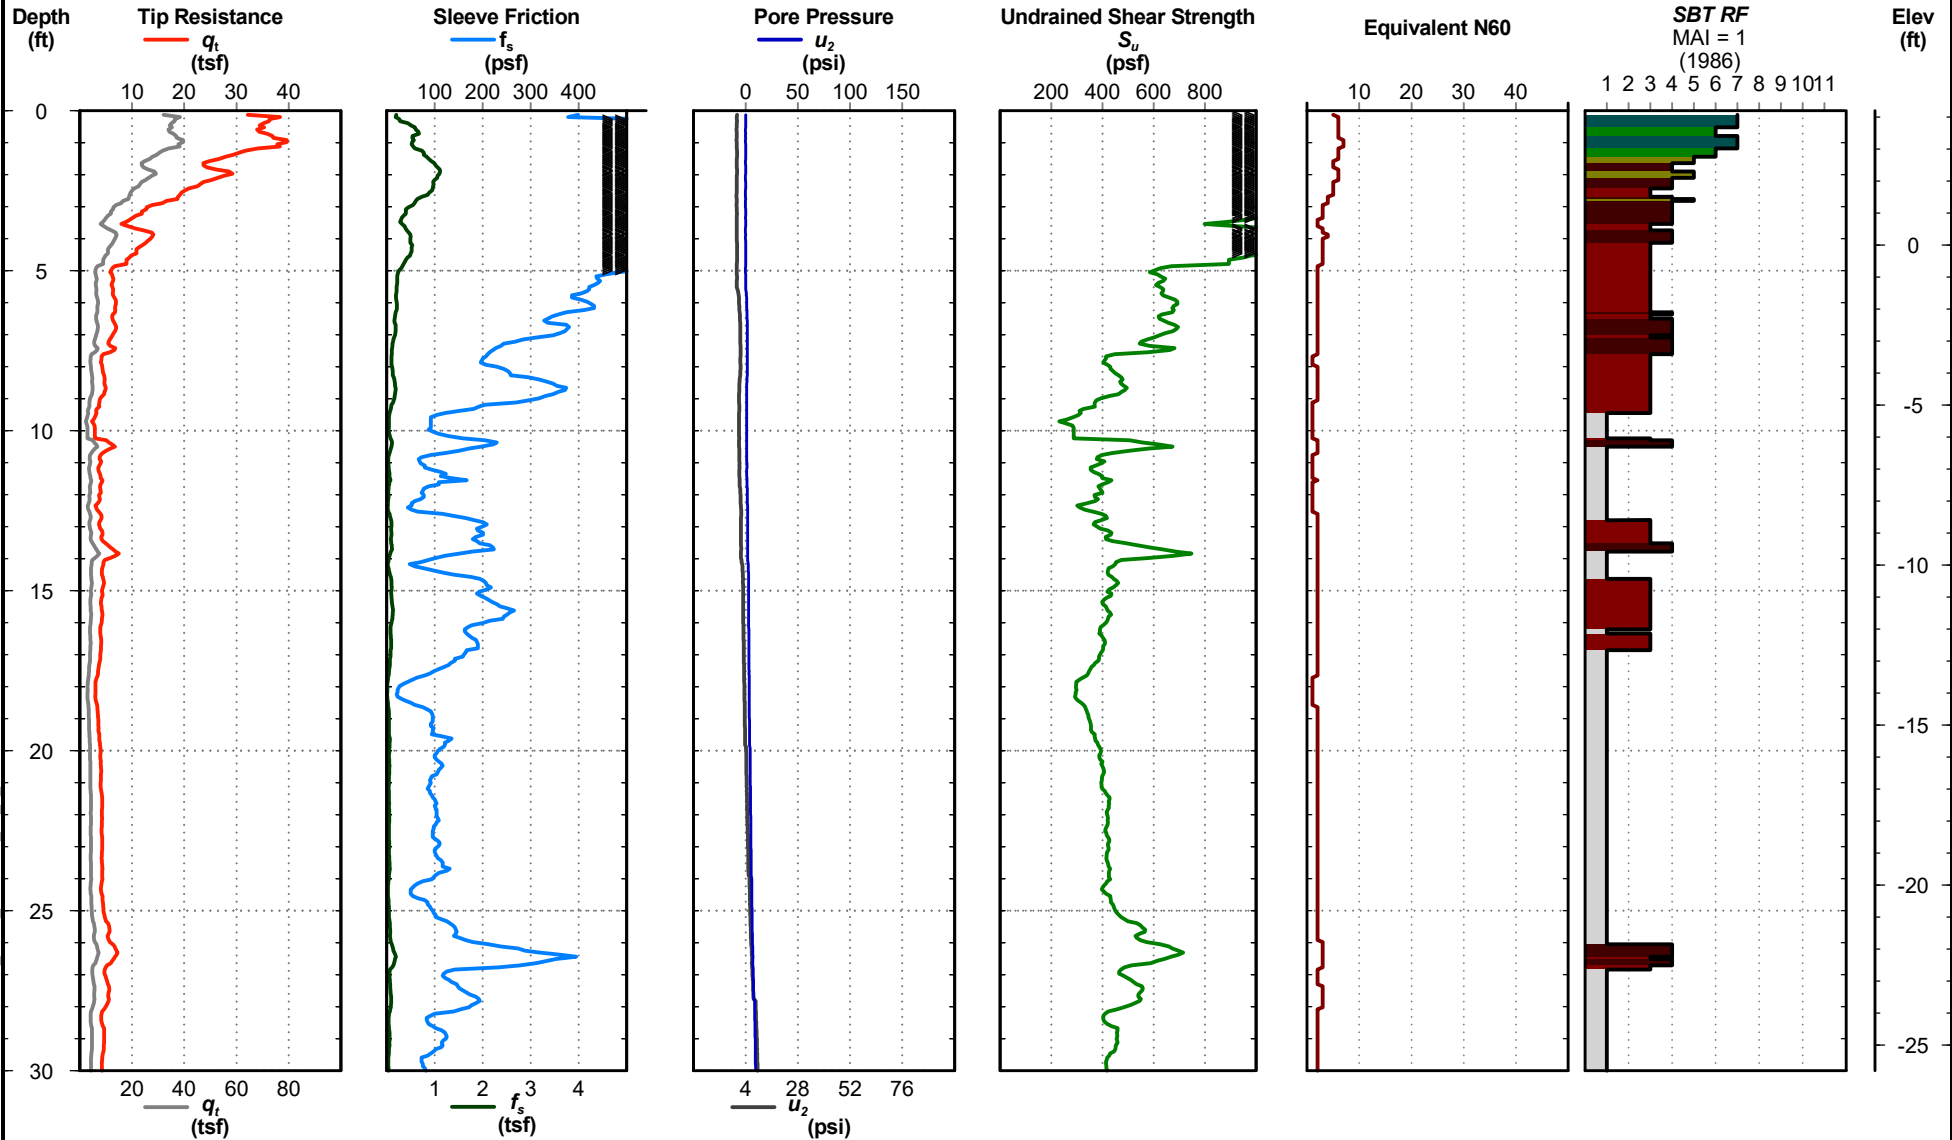 Depth
(ft)
Tip Resistance
qt
(tsf)
Sleeve Friction
fs
(psf)
Pore Pressure
u2
(psi)
Undrained Shear Strength
Su
(psf)
Equivalent N60
SBT RF
MAI = 1
(1986)
Elev
(ft)
10 20 30 40
100 200 300 400
0 50 100 150
200 400 600 800
10 20 30 40
1 2 3 4 5 6 7 8 9 10 11
0
5
10
15
20
25
30
0
-5
-10
-15
-20
-25
20 40 60 80
1 2 3 4
4 28 52 76
qt
(tsf)
fs
(tsf)
u2
(psi)